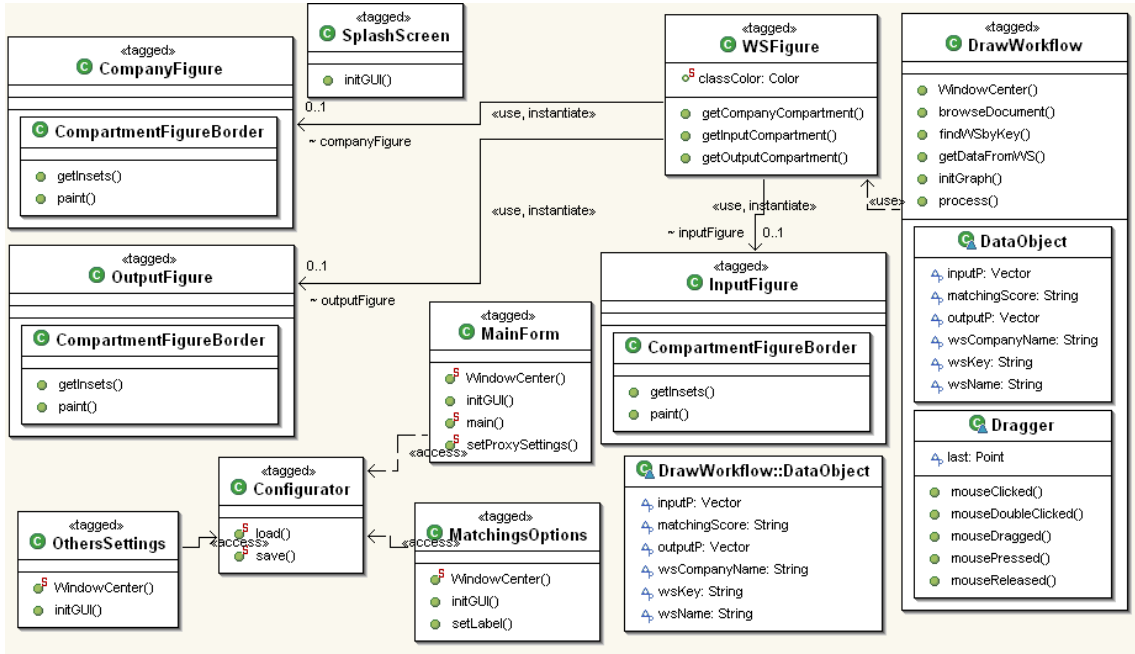 «tagged»
SplashScreen
initGUI()
«tagged»
CompanyFigure
CompartmentFigureBorder
getInsets()
paint()
0..1
~ companyFigure
«use, instantiate»
«tagged»
WSFigure
classColor: Color
getCompanyCompartment()
getInputCompartment()
getOutputCompartment()
«tagged»
DrawWorkflow
WindowCenter()
browseDocument()
findWSbyKey()
getDataFromWS()
initGraph()
process()
DataObject
inputP: Vector
matchingScore: String
outputP: Vector
wsCompanyName: String
wsKey: String
wsName: String
Dragger
last: Point
mouseClicked()
mouseDoubleClicked()
mouseDragged()
mousePressed()
mouseReleased()
«use»
«use, instantiate»
«use, instantiate»
~ inputFigure
0..1
«tagged»
OutputFigure
CompartmentFigureBorder
getInsets()
paint()
0..1
~ outputFigure
«tagged»
InputFigure
CompartmentFigureBorder
getInsets()
paint()
«tagged»
MainForm
WindowCenter()
initGUI()
main()
setProxySettings()
«access»
«tagged»
Configurator
load()
save()
«access»
«access»
«tagged»
OthersSettings
WindowCenter()
initGUI()
«tagged»
MatchingsOptions
WindowCenter()
initGUI()
setLabel()
DrawWorkflow::DataObject
inputP: Vector
matchingScore: String
outputP: Vector
wsCompanyName: String
wsKey: String
wsName: String